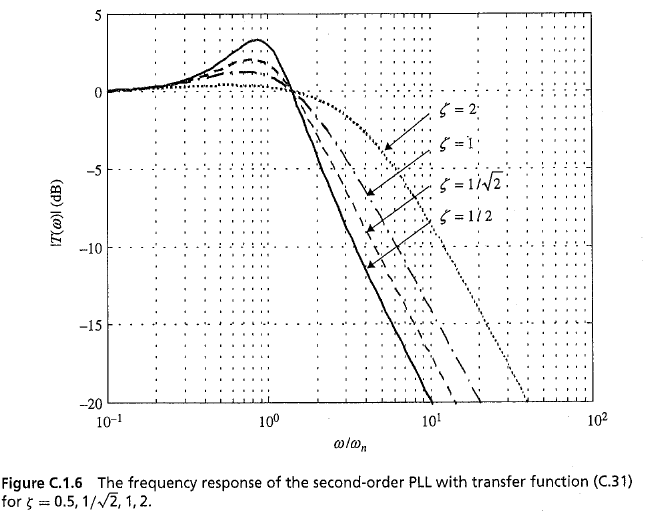 5
0
−5
−10
−15
−20
|T(ω)| (dB)
ζ = 2
ζ = 1
ζ = 1/√2
ζ = 1/2
10⁻¹
10⁰
10¹
10²
ω/ωₙ
Figure C.1.6 The frequency response of the second-order PLL with transfer function (C.31)
for ζ = 0.5, 1/√2, 1, 2.